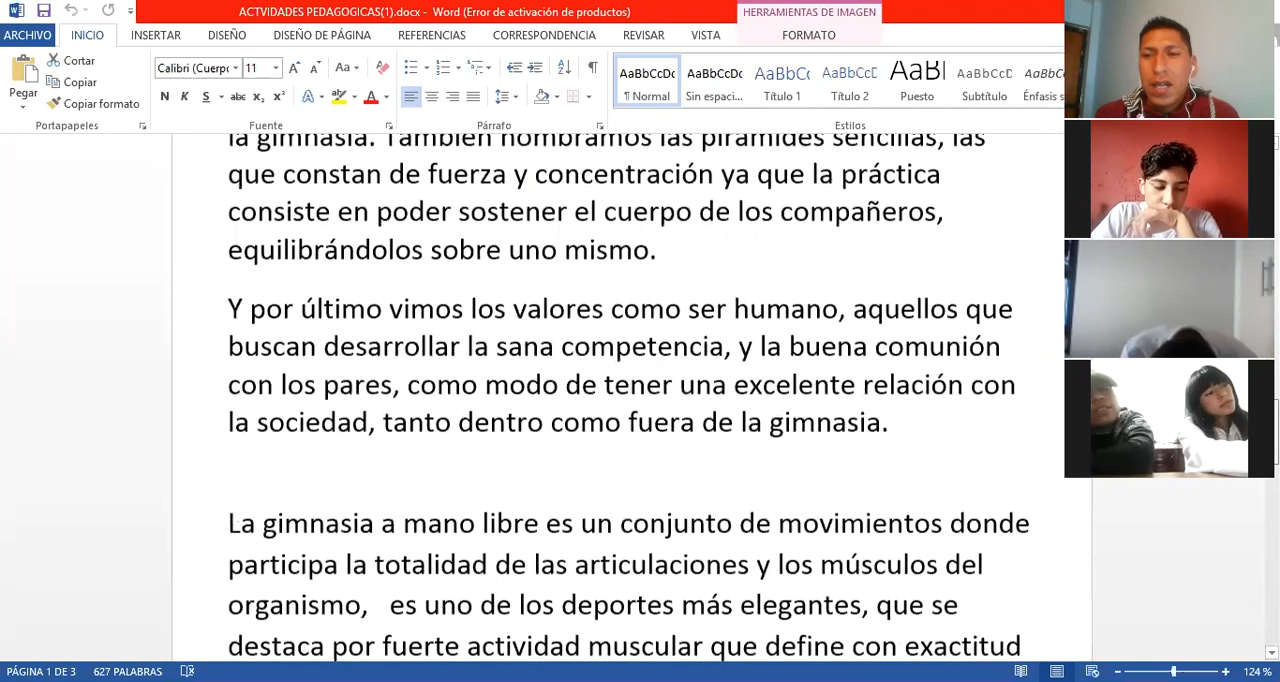 ACTVIDADES PEDAGOGICAS(1).docx - Word (Error de activación de productos)
HERRAMIENTAS DE IMAGEN
ARCHIVO INICIO INSERTAR DISEÑO DISEÑO DE PÁGINA REFERENCIAS CORRESPONDENCIA REVISAR VISTA FORMATO
Cortar
Copiar
Copiar formato
Pegar
Calibri (Cuerpo 11
N K S abc x₂ x²
AaBbCcDc AaBbCcDc AaBbCc AaBbCcD AaBl AaBbCcD AaBbCcD
¶ Normal Sin espaci... Título 1 Título 2 Puesto Subtítulo Énfasis s
Portapapeles Fuente Párrafo Estilos
la gimnasia. También nombramos las pirámides sencillas, las
que constan de fuerza y concentración ya que la práctica
consiste en poder sostener el cuerpo de los compañeros,
equilibrándolos sobre uno mismo.
Y por último vimos los valores como ser humano, aquellos que
buscan desarrollar la sana competencia, y la buena comunión
con los pares, como modo de tener una excelente relación con
la sociedad, tanto dentro como fuera de la gimnasia.
La gimnasia a mano libre es un conjunto de movimientos donde
participa la totalidad de las articulaciones y los músculos del
organismo, es uno de los deportes más elegantes, que se
destaca por fuerte actividad muscular que define con exactitud
PÁGINA 1 DE 3 627 PALABRAS 124 %